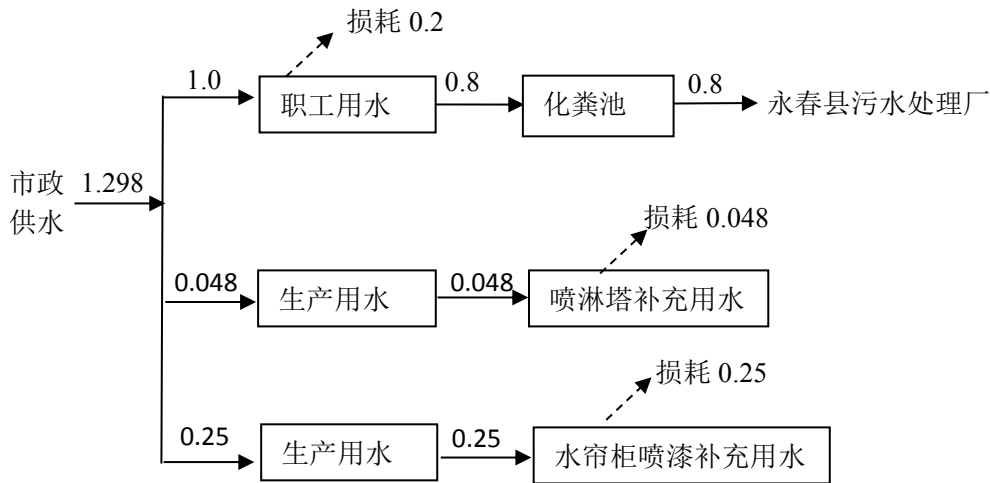 损耗 0.2
1.0
职工用水
0.8
化粪池
0.8
永春县污水处理厂
市政
供水
1.298
损耗 0.048
0.048
生产用水
0.048
喷淋塔补充用水
损耗 0.25
0.25
生产用水
0.25
水帘柜喷漆补充用水